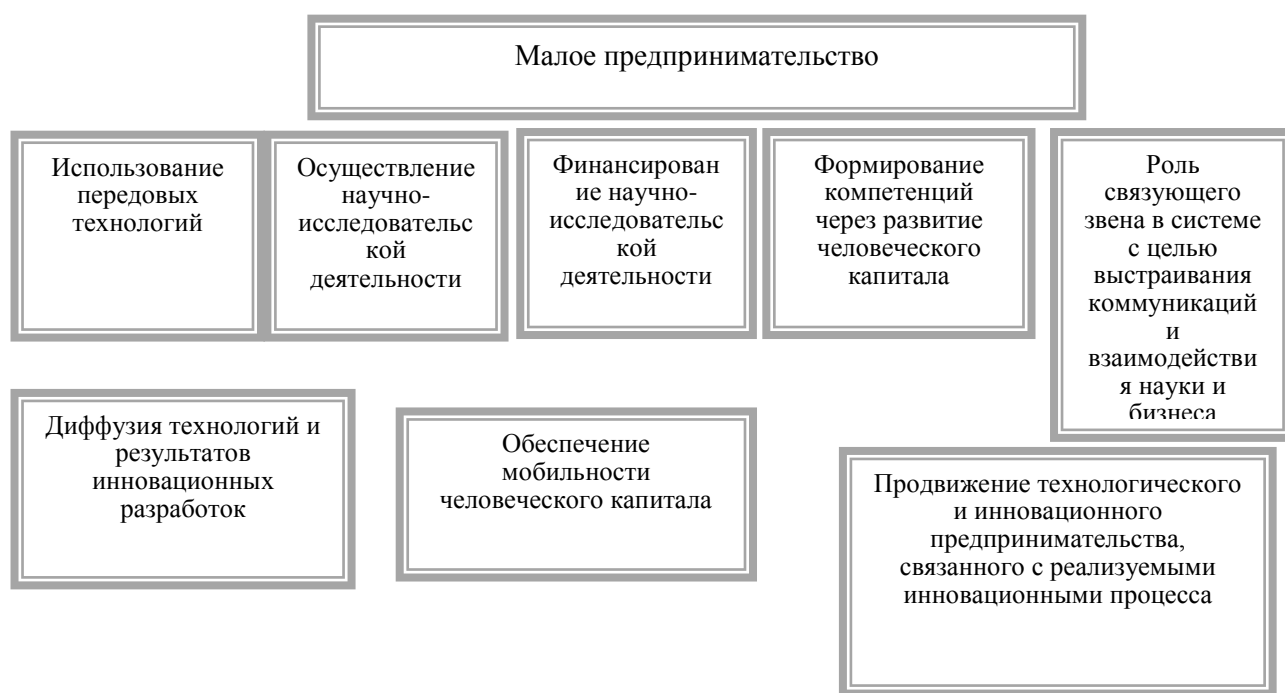 Малое предпринимательство
Использование
передовых
технологий
Осуществление
научно-
исследовательс
кой
деятельности
Финансирован
ие научно-
исследовательс
кой
деятельности
Формирование
компетенций
через развитие
человеческого
капитала
Роль
связующего
звена в системе
с целью
выстраивания
коммуникаций
и
взаимодействи
я науки и
бизнеса
Диффузия технологий и
результатов
инновационных
разработок
Обеспечение
мобильности
человеческого капитала
Продвижение технологического
и инновационного
предпринимательства,
связанного с реализуемыми
инновационными процесса